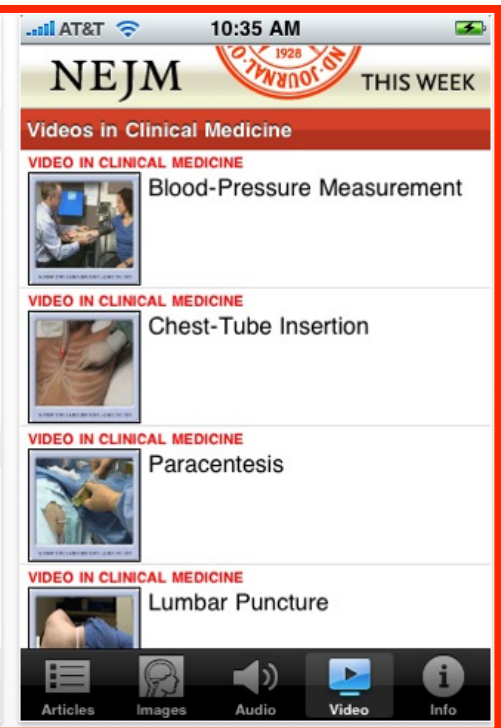 AT&T 10:35 AM
NEJM 1928 ND·JOURNAL·O THIS WEEK
Videos in Clinical Medicine
VIDEO IN CLINICAL MEDICINE
Blood-Pressure Measurement
VIDEO IN CLINICAL MEDICINE
Chest-Tube Insertion
VIDEO IN CLINICAL MEDICINE
Paracentesis
VIDEO IN CLINICAL MEDICINE
Lumbar Puncture
Articles Images Audio Video Info